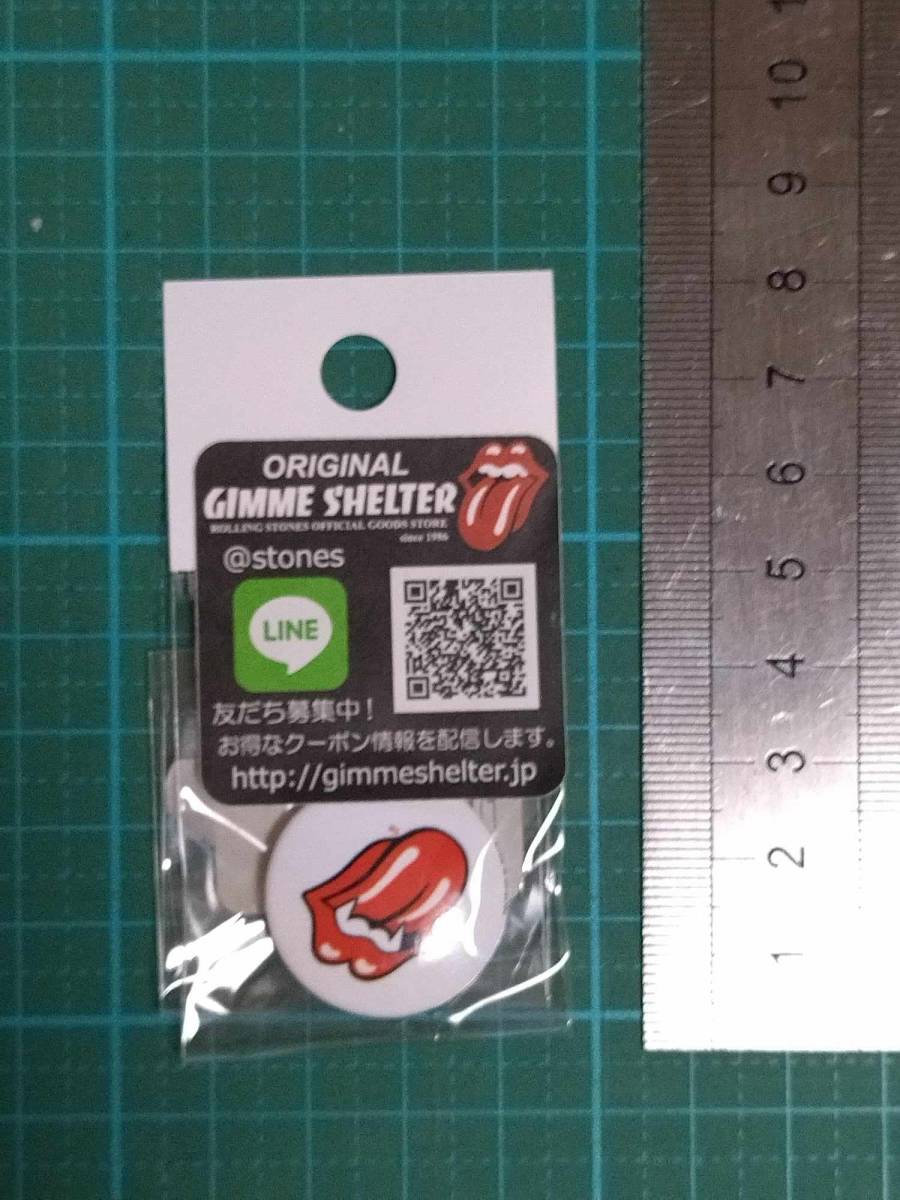 ORIGINAL
GIMME SHELTER
ROLLING STONES OFFICIAL GOODS STORE
since 1986
@stones
LINE
友だち募集中!
お得なクーポン情報を配信します。
http://gimmeshelter.jp
1
10
9
8
7
6
5
4
3
2
1